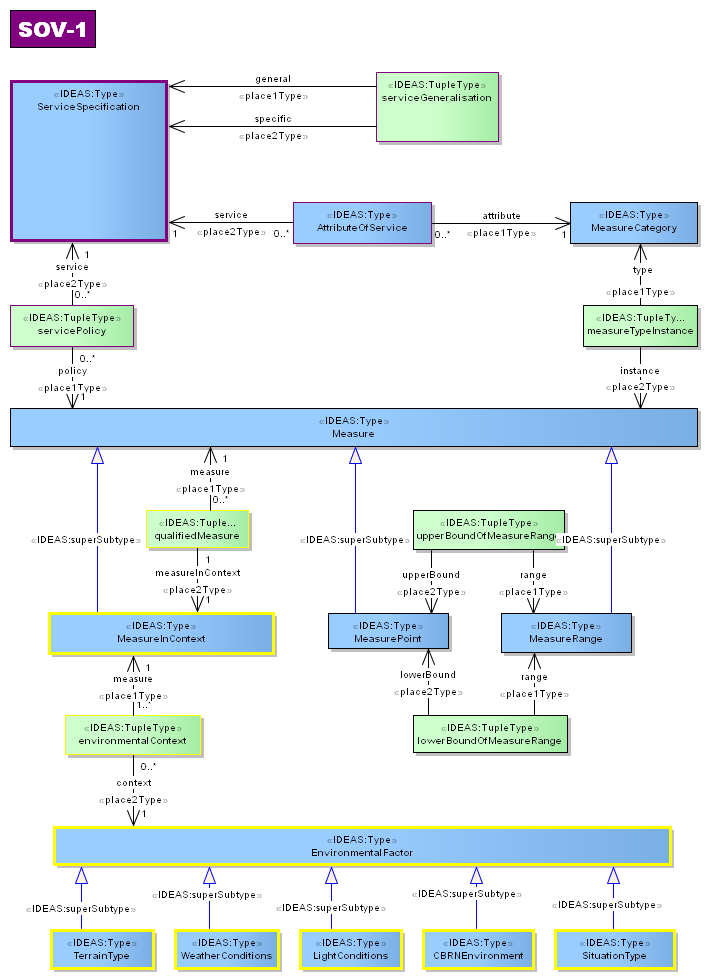 SOV-1
«IDEAS:Type»
ServiceSpecification
general
«place1Type»
specific
«place2Type»
«IDEAS:TupleType»
serviceGeneralisation
service
«place2Type»
1
0..*
«IDEAS:Type»
AttributeOfService
attribute
«place1Type»
0..*
1
«IDEAS:Type»
MeasureCategory
1
service
«place2Type»
0..*
type
«place1Type»
«IDEAS:TupleType»
servicePolicy
«IDEAS:TupleTy...
measureTypeInstance
0..*
policy
«place1Type»
1
instance
«place2Type»
«IDEAS:Type»
Measure
1
measure
«place1Type»
0..*
«IDEAS:superSubtype»
«IDEAS:Tuple...
qualifiedMeasure
«IDEAS:superSubtype»
«IDEAS:TupleType»
upperBoundOfMeasureRange
«IDEAS:superSubtype»
1
measureInContext
«place2Type»
1
upperBound
«place2Type»
range
«place1Type»
«IDEAS:Type»
MeasureInContext
«IDEAS:Type»
MeasurePoint
«IDEAS:Type»
MeasureRange
1
measure
«place1Type»
1..*
lowerBound
«place2Type»
range
«place1Type»
«IDEAS:TupleType»
environmentalContext
«IDEAS:TupleType»
lowerBoundOfMeasureRange
0..*
context
«place2Type»
1
«IDEAS:Type»
EnvironmentalFactor
«IDEAS:superSubtype»
«IDEAS:superSubtype»
«IDEAS:superSubtype»
«IDEAS:superSubtype»
«IDEAS:superSubtype»
«IDEAS:Type»
TerrainType
«IDEAS:Type»
WeatherConditions
«IDEAS:Type»
LightConditions
«IDEAS:Type»
CBRNEnvironment
«IDEAS:Type»
SituationType